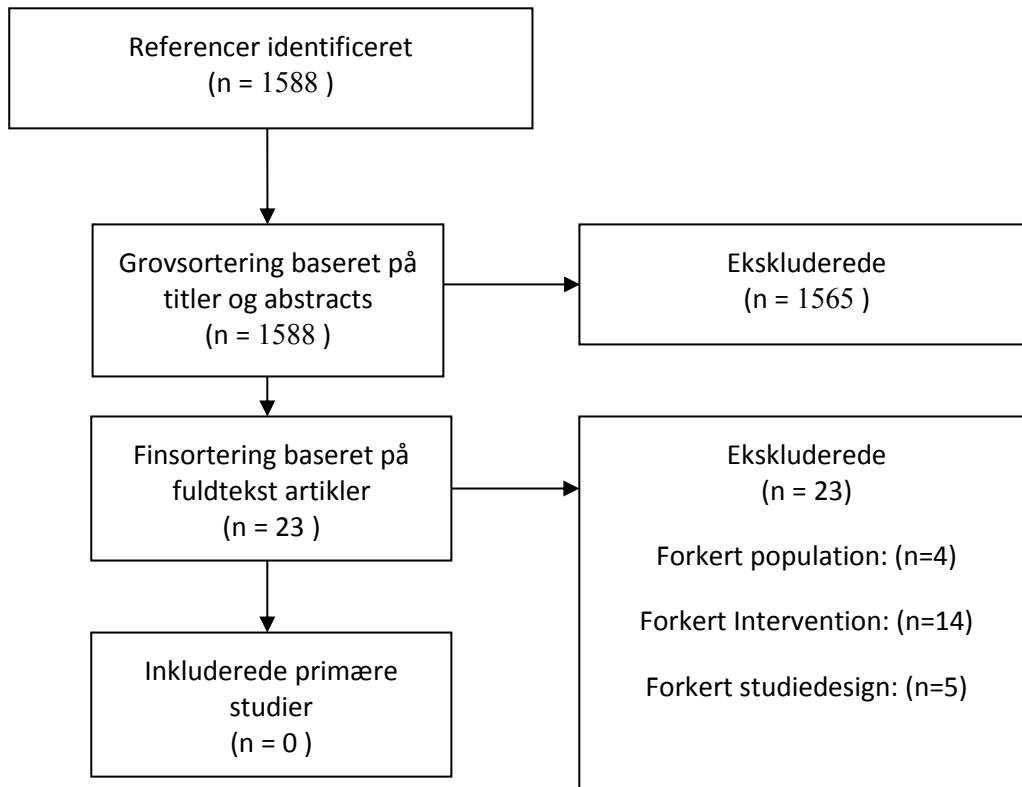 Referencer identificeret
(n = 1588 )
Grovsortering baseret på
titler og abstracts
(n = 1588 )
Ekskluderede
(n = 1565 )
Finsortering baseret på
fuldtekst artikler
(n = 23 )
Ekskluderede
(n = 23)
Forkert population: (n=4)
Forkert Intervention: (n=14)
Forkert studiedesign: (n=5)
Inkluderede primære
studier
(n = 0 )